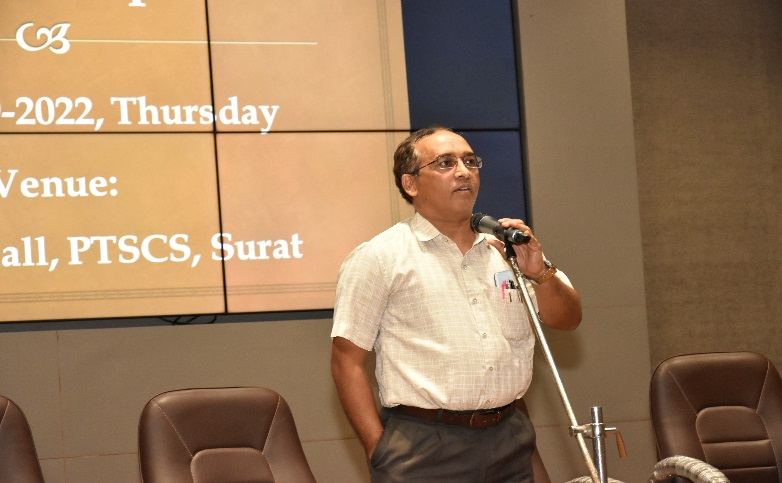 -2022, Thursday
Venue:
all, PTSCS, Surat